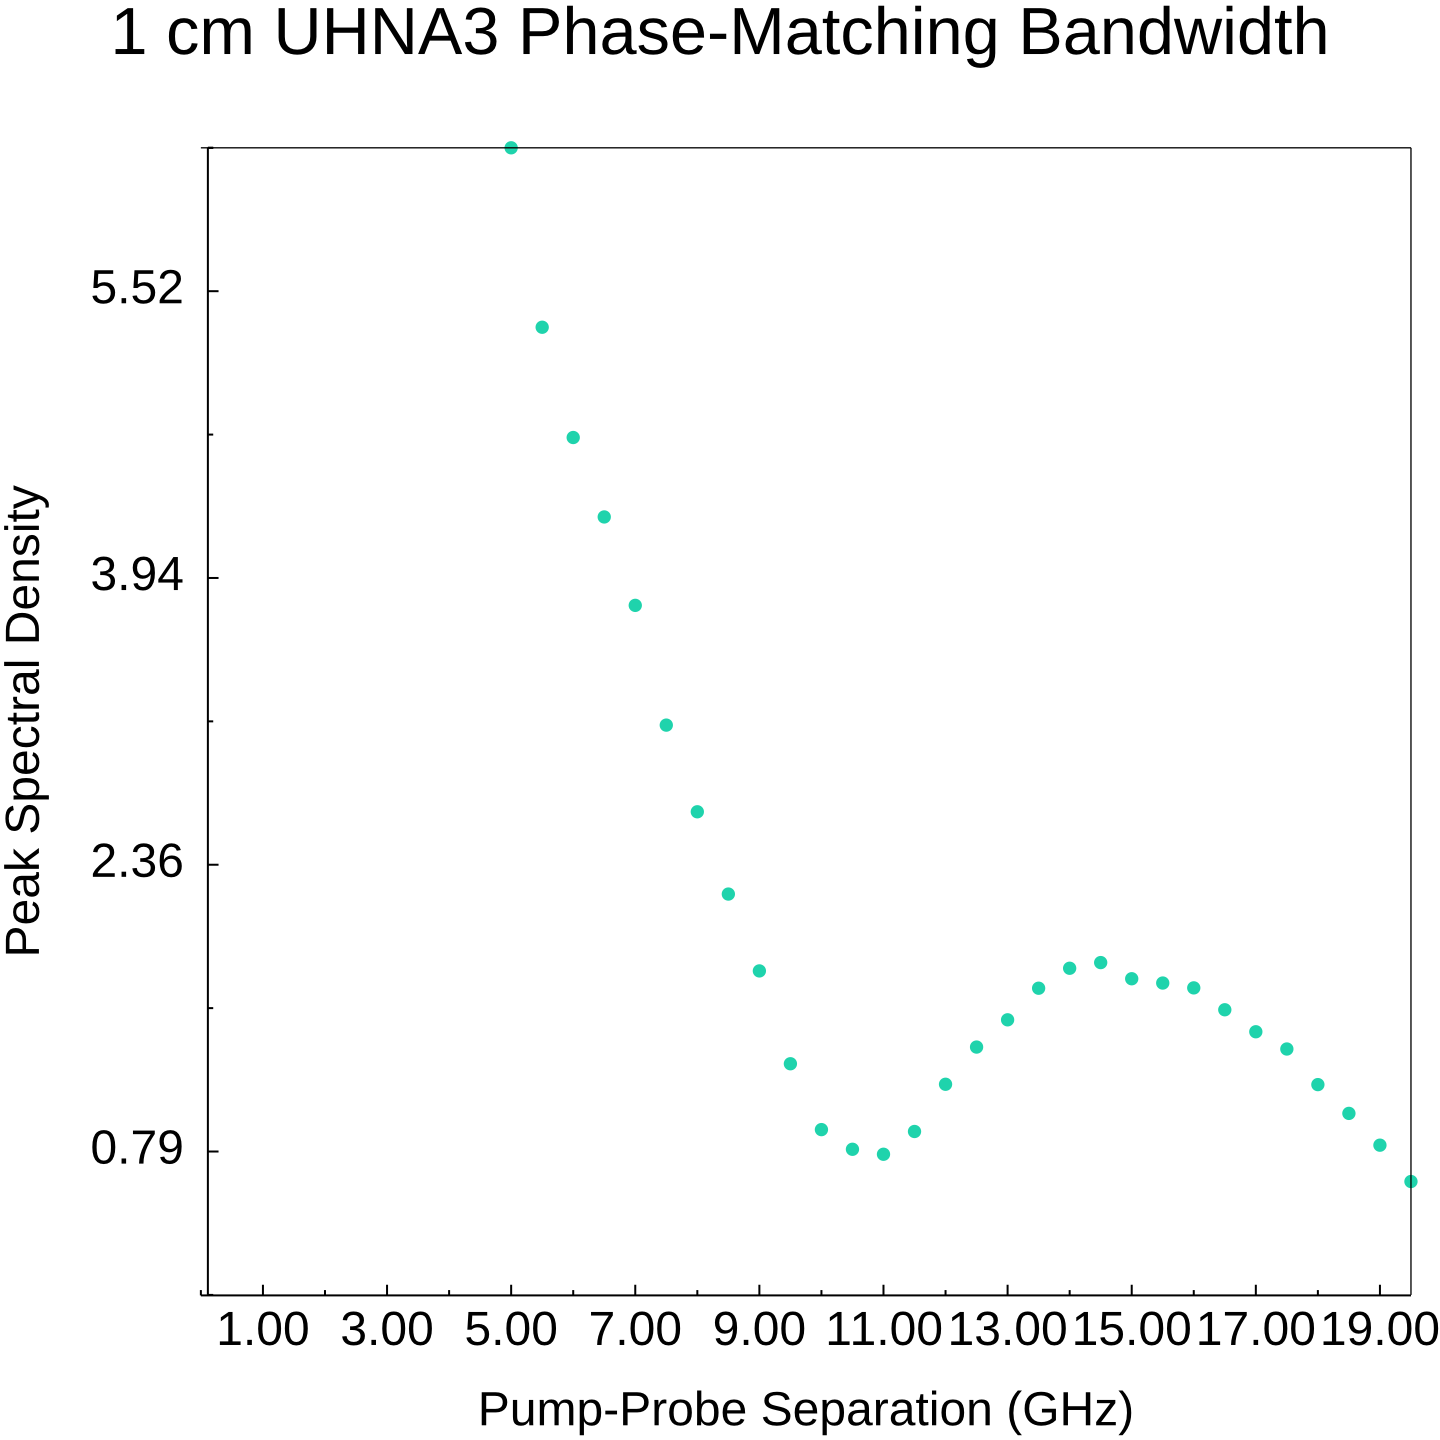 1 cm UHNA3 Phase-Matching Bandwidth
5.52
3.94
2.36
0.79
Peak Spectral Density
1.00 3.00 5.00 7.00 9.00 11.00 13.00 15.00 17.00 19.00
Pump-Probe Separation (GHz)